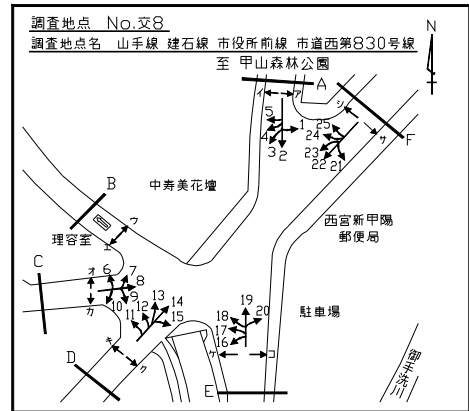 調査地点 No.交8
調査地点名 山手線 建石線 市役所前線 市道西第830号線
至 甲山森林公園
N
A
イ ア
シ
サ
F
5
4
3
2
1
25
24
23
22
21
B
中寿美花壇
ウ
エ
理容室
西宮新甲陽
郵便局
C
オ
カ
6
7
8
9
10
11
12
13
14
15
キ
ク
D
16
17
18
19
20
ケ
コ
E
駐車場
御手洗川